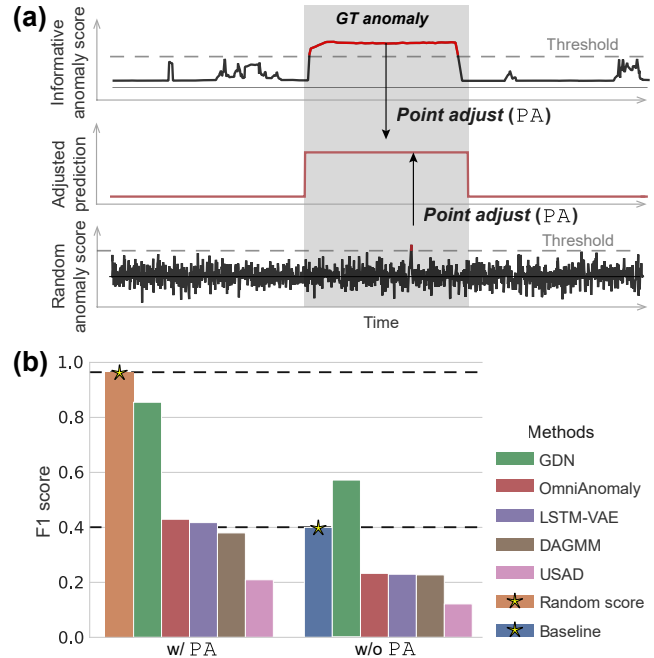 (a)
GT anomaly
Informative
anomaly score
Threshold
Point adjust (PA)
Adjusted
prediction
Point adjust (PA)
Random
anomaly score
Threshold
Time
(b)
F1 score
1.0
0.8
0.6
0.4
0.2
0.0
w/ PA
w/o PA
Methods
GDN
OmniAnomaly
LSTM-VAE
DAGMM
USAD
Random score
Baseline